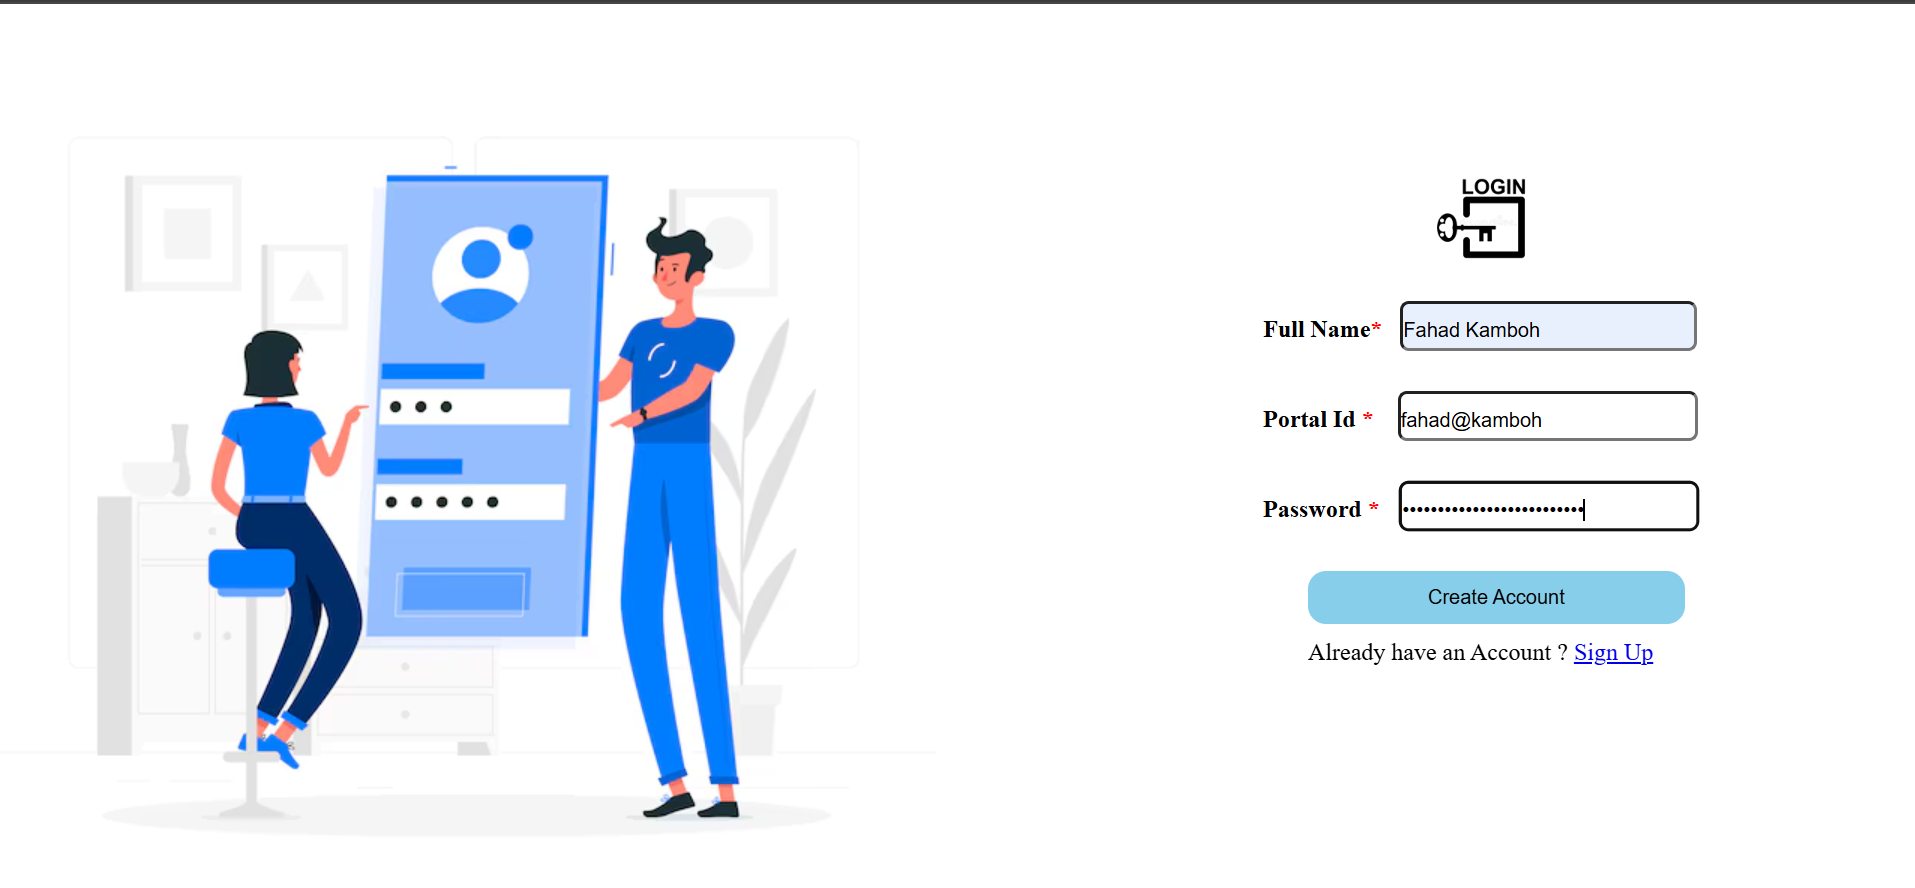 LOGIN
Full Name* Fahad Kamboh
Portal Id * fahad@kamboh
Password * ••••••••••••••••••••••••••
Create Account
Already have an Account ? Sign Up